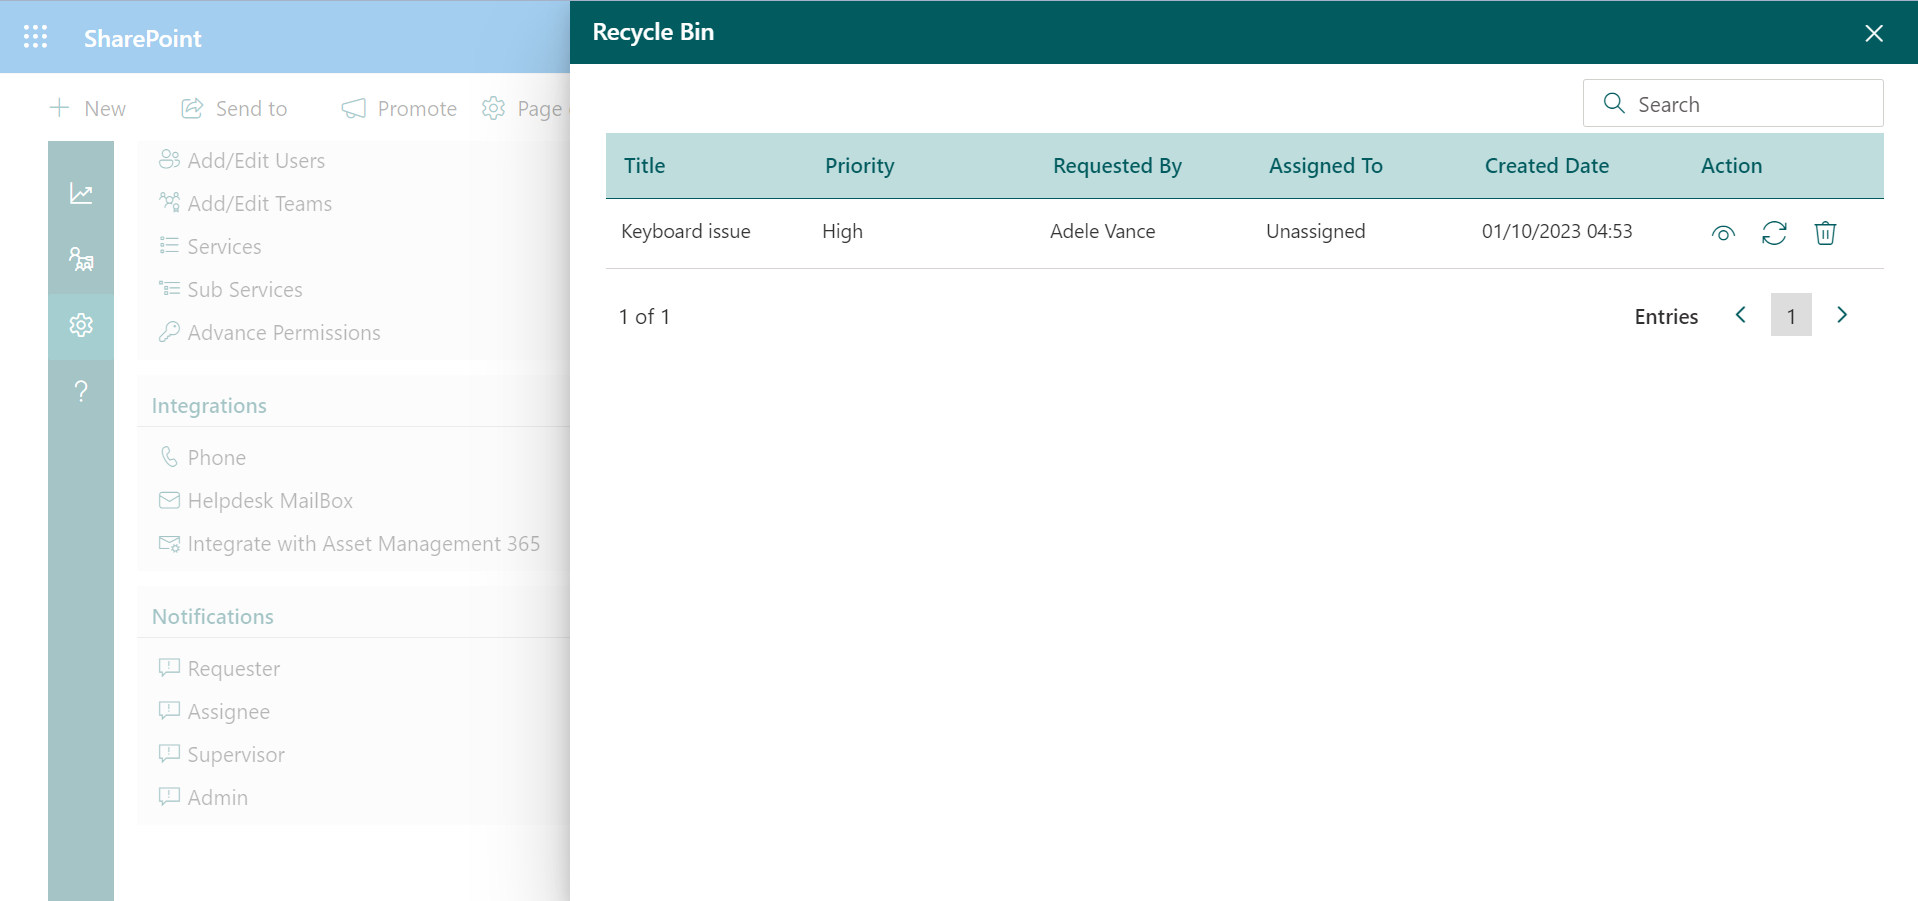 SharePoint
New
Send to
Promote
Page
Add/Edit Users
Add/Edit Teams
Services
Sub Services
Advance Permissions
Integrations
Phone
Helpdesk MailBox
Integrate with Asset Management 365
Notifications
Requester
Assignee
Supervisor
Admin
Recycle Bin
Search
Title Priority Requested By Assigned To Created Date Action
Keyboard issue High Adele Vance Unassigned 01/10/2023 04:53
1 of 1
Entries 1